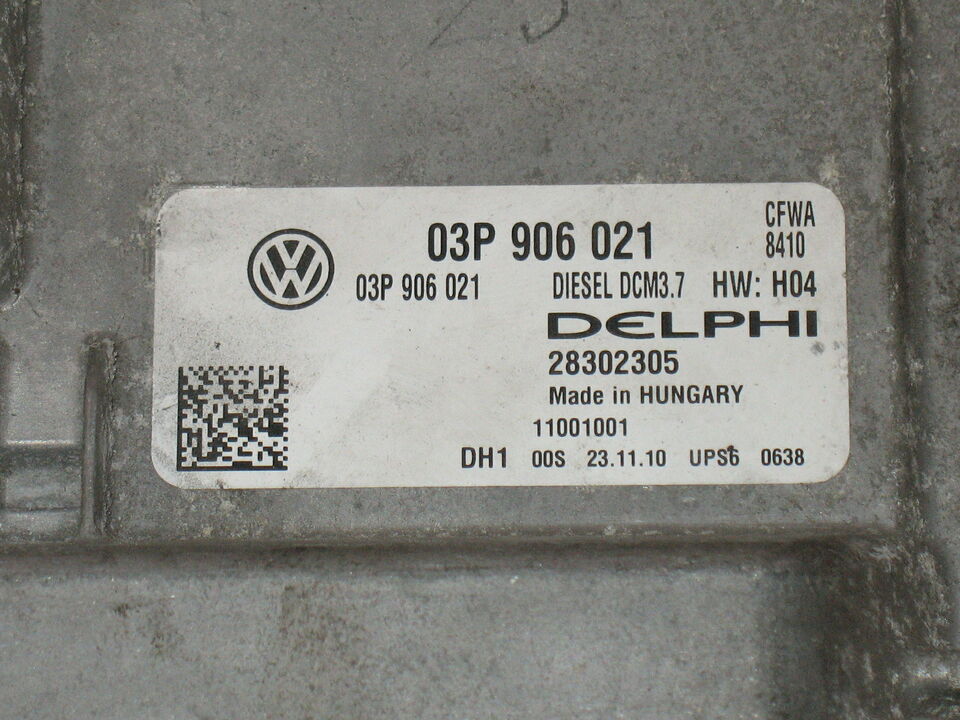 CFWA
03P 906 021
8410
03P 906 021 DIESEL DCM3.7 HW: H04
DELPHI
28302305
Made in HUNGARY
11001001
DH1 00S 23.11.10 UPS6 0638